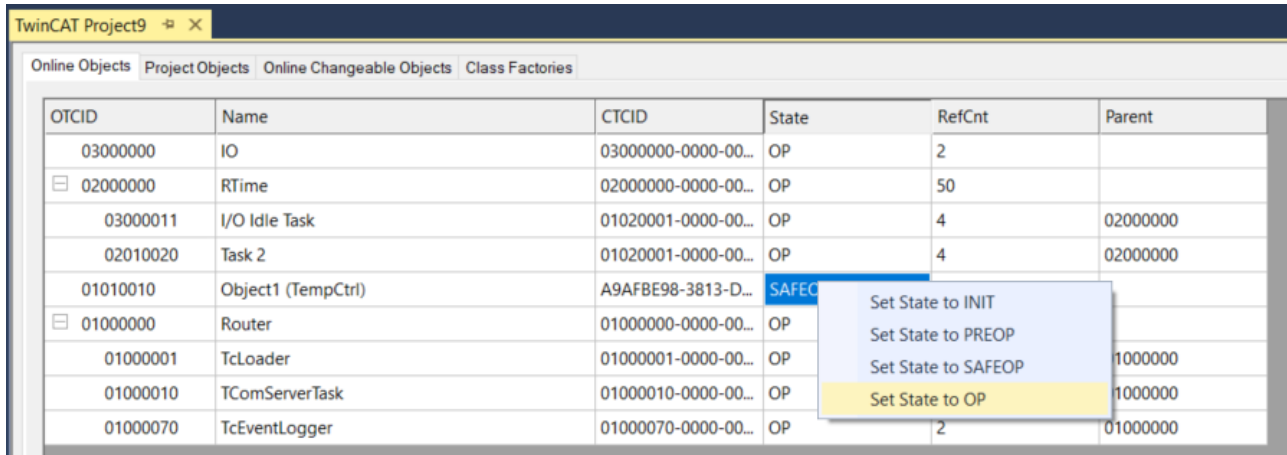 TwinCAT Project9
Online Objects Project Objects Online Changeable Objects Class Factories
OTCID Name CTCID State RefCnt Parent
03000000 IO 03000000-0000-00... OP 2
02000000 RTime 02000000-0000-00... OP 50
03000011 I/O Idle Task 01020001-0000-00... OP 4 02000000
02010020 Task 2 01020001-0000-00... OP 4 02000000
01010010 Object1 (TempCtrl) A9AFBE98-3813-D... SAFEO
Set State to INIT
01000000 Router 01000000-0000-00... OP
Set State to PREOP
01000001 TcLoader 01000001-0000-00... OP 1000000
Set State to SAFEOP
01000010 TComServerTask 01000010-0000-00... OP 1000000
Set State to OP
01000070 TcEventLogger 01000070-0000-00... OP 2 01000000